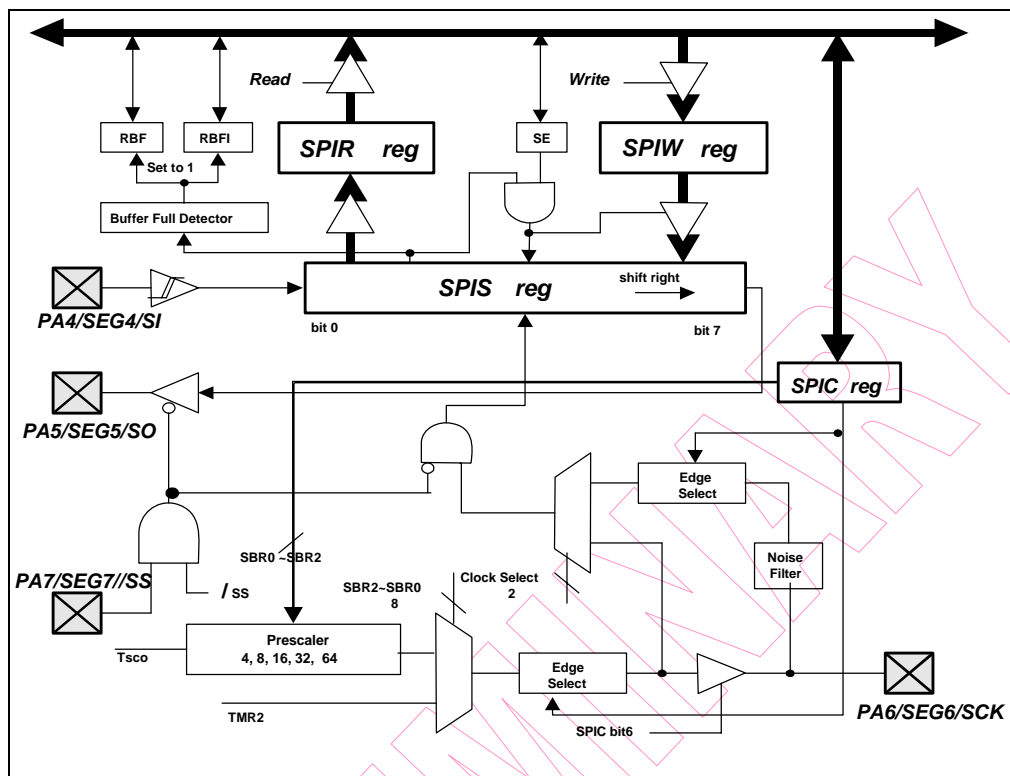 Read
Write
RBF
RBFI
SPIR reg
SE
SPIW reg
Set to 1
Buffer Full Detector
SPIS reg
shift right
PA4/SEG4/SI
bit 0
bit 7
SPIC reg
PA5/SEG5/SO
Edge
Select
SBR0 ~SBR2
Noise
Filter
PA7/SEG7//SS
/ SS
SBR2~SBR0
8
Clock Select
2
Prescaler
4, 8, 16, 32, 64
Tsco
Edge
Select
TMR2
SPIC bit6
PA6/SEG6/SCK